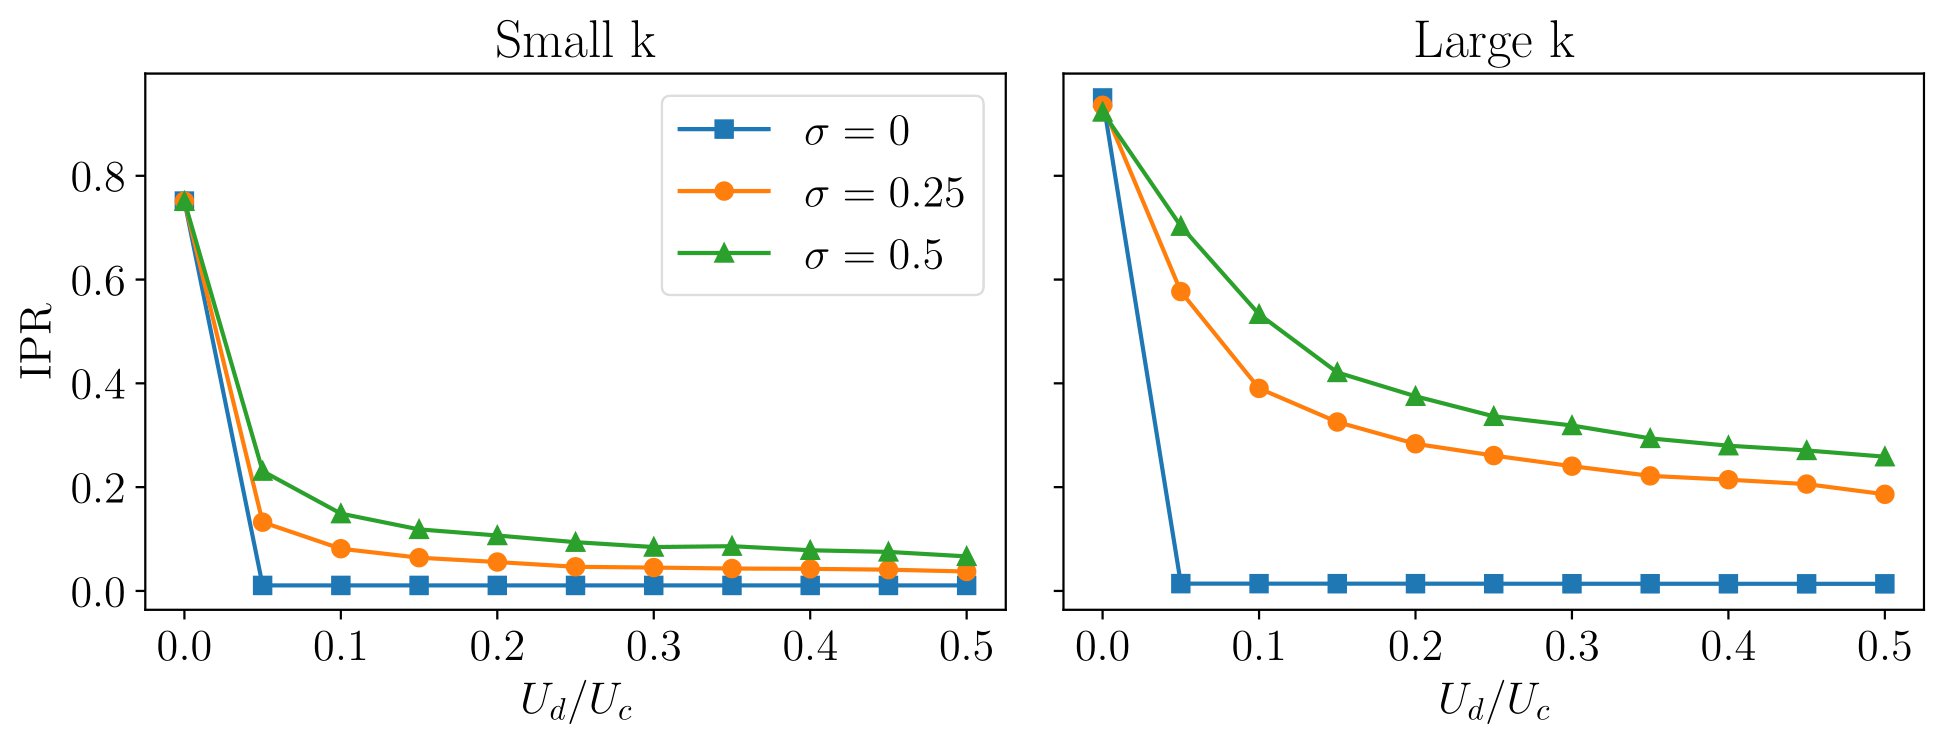 Small k
Large k
σ = 0
σ = 0.25
σ = 0.5
IPR
0.8
0.6
0.4
0.2
0.0
0.0 0.1 0.2 0.3 0.4 0.5
U_d/U_c
0.0 0.1 0.2 0.3 0.4 0.5
U_d/U_c